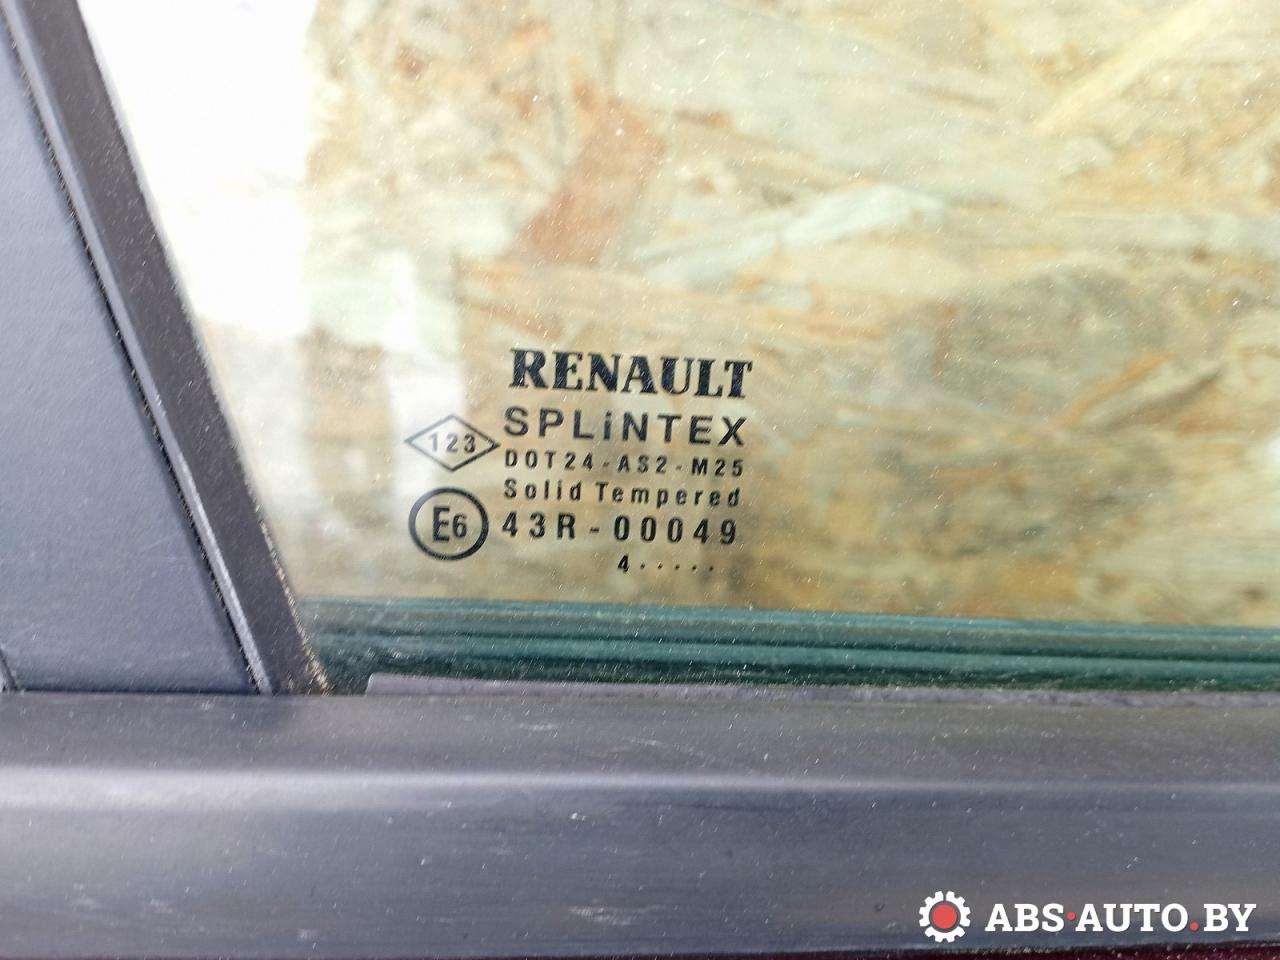 RENAULT
SPLiNTEX
123
DOT24-AS2-M25
Solid Tempered
E6 43R-00049
4.....
ABS·AUTO.BY